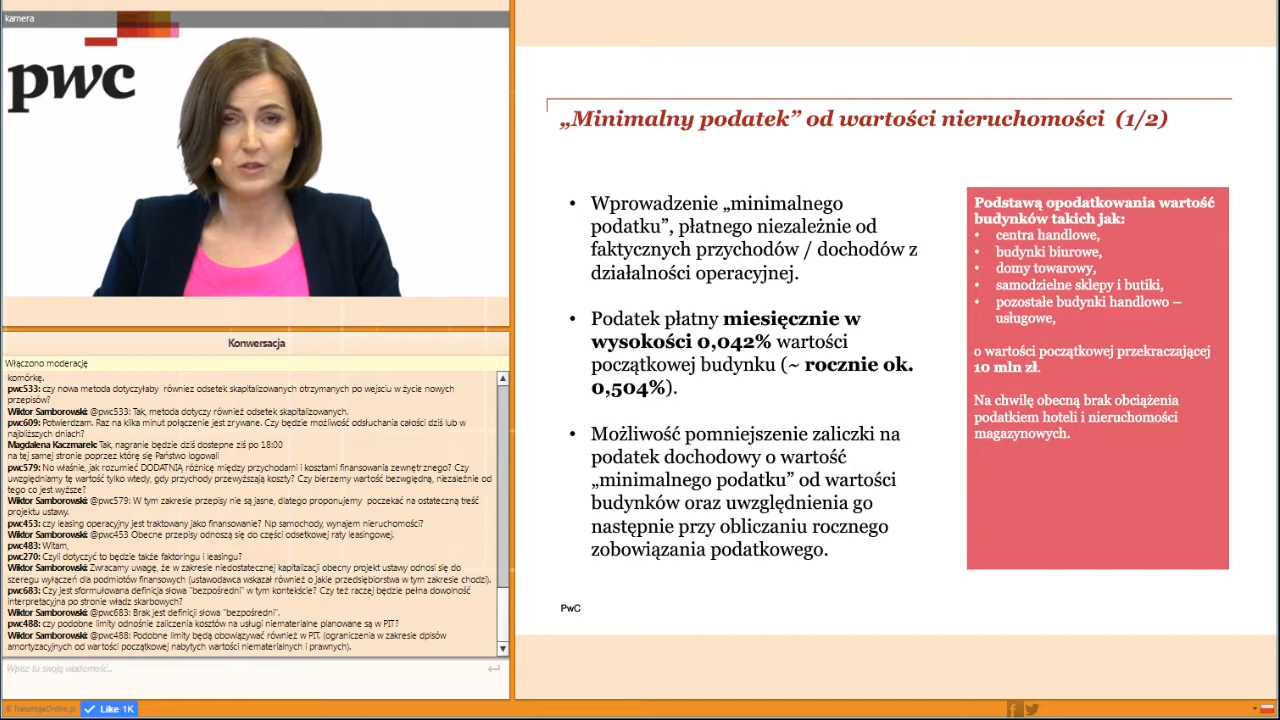 kamera
pwc
Konwersacja
Włączono moderację
komórkę.
pwc533: czy nowa metoda dotyczyłaby również odsetek skapitalizowanych otrzymanych po wejściu w życie nowych
przepisów?
Wiktor Samborowski: @pwc533: Tak, metoda dotyczy również odsetek skapitalizowanych.
pwc609: Potwierdzam. Raz na kilka minut połączenie jest zrywane. Czy będzie możliwość odsłuchania całości dziś lub w
najbliższych dniach?
Magdalena Kaczmarek: Tak, nagranie będzie dziś dostępne ziś po 18:00
na tej samej stronie poprzez którę się Państwo logowali
pwc579: No właśnie, jak rozumieć DODATNIĄ różnicę między przychodami i kosztami finansowania zewnętrznego? Czy
uwzględniamy tę wartość tylko wtedy, gdy przychody przewyższają koszty? Czy bierzemy wartość bezwględną, niezależnie od
tego co jest wyższe?
Wiktor Samborowski: @pwc579: W tym zakresie przepisy nie są jasne, dlatego proponujemy poczekać na ostateczną treść
projektu ustawy.
pwc453: czy leasing operacyjny jest traktowany jako finansowanie? Np samochody, wynajem nieruchomości?
Wiktor Samborowski: @pwc453 Obecne przepisy odnoszą się do części odsetkowej raty leasingowej.
pwc483: Witam,
pwc270: Czyli dotyczyć to będzie także faktoringu i leasingu?
Wiktor Samborowski: Zwracamy uwagę, że w zakresie niedostatecznej kapitalizacji obecny projekt ustawy odnosi się do
szeregu wyłączeń dla podmiotów finansowych (ustawodawca wskazał również o jakie przedsiębiorstwa w tym zakresie chodzi).
pwc683: Czy jest sformułowana definicja słowa "bezpośredni" w tym kontekście? Czy też raczej będzie pełna dowolność
interpretacyjna po stronie władz skarbowych?
Wiktor Samborowski: @pwc683: Brak jest definicji słowa "bezpośredni".
pwc488: czy podobne limity odnośnie zaliczenia kosztów na usługi niematerialne planowane są w PIT?
Wiktor Samborowski: @pwc488: Podobne limity będą obowiązywać również w PIT. (ograniczenia w zakresie dpisów
amortyzacyjnych od wartości początkowej nabytych wartości niematerialnych i prawnych).
Wpisz tu swoją wiadomość...
© TransmisjeOnline.pl
Like 1K
„Minimalny podatek” od wartości nieruchomości (1/2)
• Wprowadzenie „minimalnego
podatku”, płatnego niezależnie od
faktycznych przychodów / dochodów z
działalności operacyjnej.
• Podatek płatny miesięcznie w
wysokości 0,042% wartości
początkowej budynku (~ rocznie ok.
0,504%).
• Możliwość pomniejszenie zaliczki na
podatek dochodowy o wartość
„minimalnego podatku” od wartości
budynków oraz uwzględnienia go
następnie przy obliczaniu rocznego
zobowiązania podatkowego.
Podstawą opodatkowania wartość
budynków takich jak:
• centra handlowe,
• budynki biurowe,
• domy towarowy,
• samodzielne sklepy i butiki,
• pozostałe budynki handlowo –
usługowe,
o wartości początkowej przekraczającej
10 mln zł.
Na chwilę obecną brak obciążenia
podatkiem hoteli i nieruchomości
magazynowych.
PwC